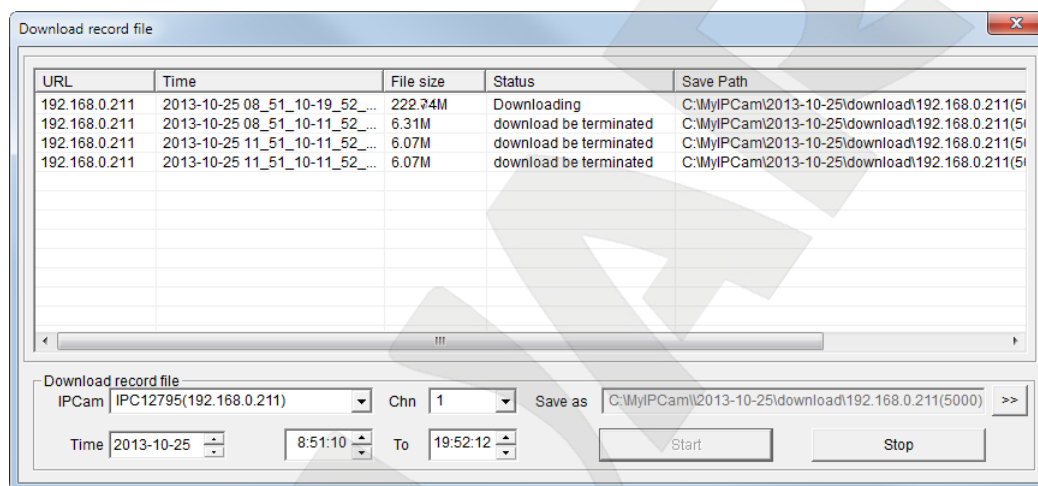 Download record file
URL Time File size Status Save Path
192.168.0.211 2013-10-25 08_51_10-19_52_... 222.74M Downloading C:\MyIPCam\2013-10-25\download\192.168.0.211(50
192.168.0.211 2013-10-25 08_51_10-11_52_... 6.31M download be terminated C:\MyIPCam\2013-10-25\download\192.168.0.211(50
192.168.0.211 2013-10-25 11_51_10-11_52_... 6.07M download be terminated C:\MyIPCam\2013-10-25\download\192.168.0.211(50
192.168.0.211 2013-10-25 11_51_10-11_52_... 6.07M download be terminated C:\MyIPCam\2013-10-25\download\192.168.0.211(50
Download record file
IPCam IPC12795(192.168.0.211) Chn 1 Save as C:\MyIPCam\\2013-10-25\download\192.168.0.211(5000) >>
Time 2013-10-25 8:51:10 To 19:52:12 Start Stop